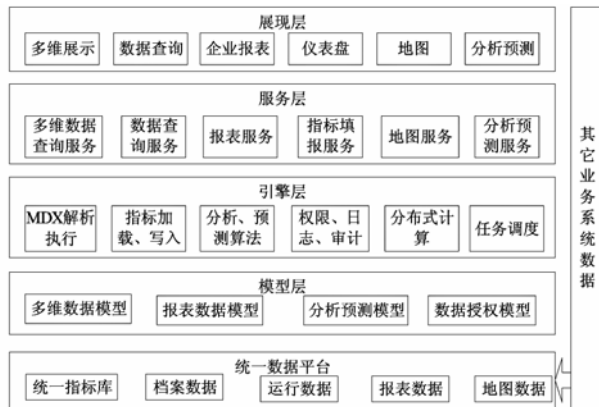 展现层
多维展示
数据查询
企业报表
仪表盘
地图
分析预测
服务层
多维数据
查询服务
数据查
询服务
报表服务
指标填
报服务
地图服务
分析预
测服务
引擎层
MDX解析
执行
指标加
载、写入
分析、预
测算法
权限、日
志、审计
分布式计
算
任务调度
模型层
多维数据模型
报表数据模型
分析预测模型
数据授权模型
统一数据平台
统一指标库
档案数据
运行数据
报表数据
地图数据
其它业务系统数据